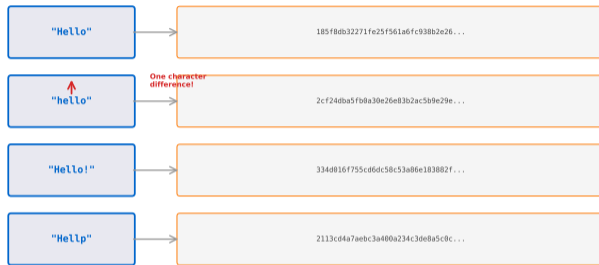 "Hello"
185f8db32271fe25f561a6fc938b2e26...
One character
difference!
"hello"
2cf24dba5fb0a30e26e83b2ac5b9e29e...
"Hello!"
334d016f755cd6dc58c53a86e183882f...
"Hellp"
2113cd4a7aebc3a400a234c3de8a5c0c...